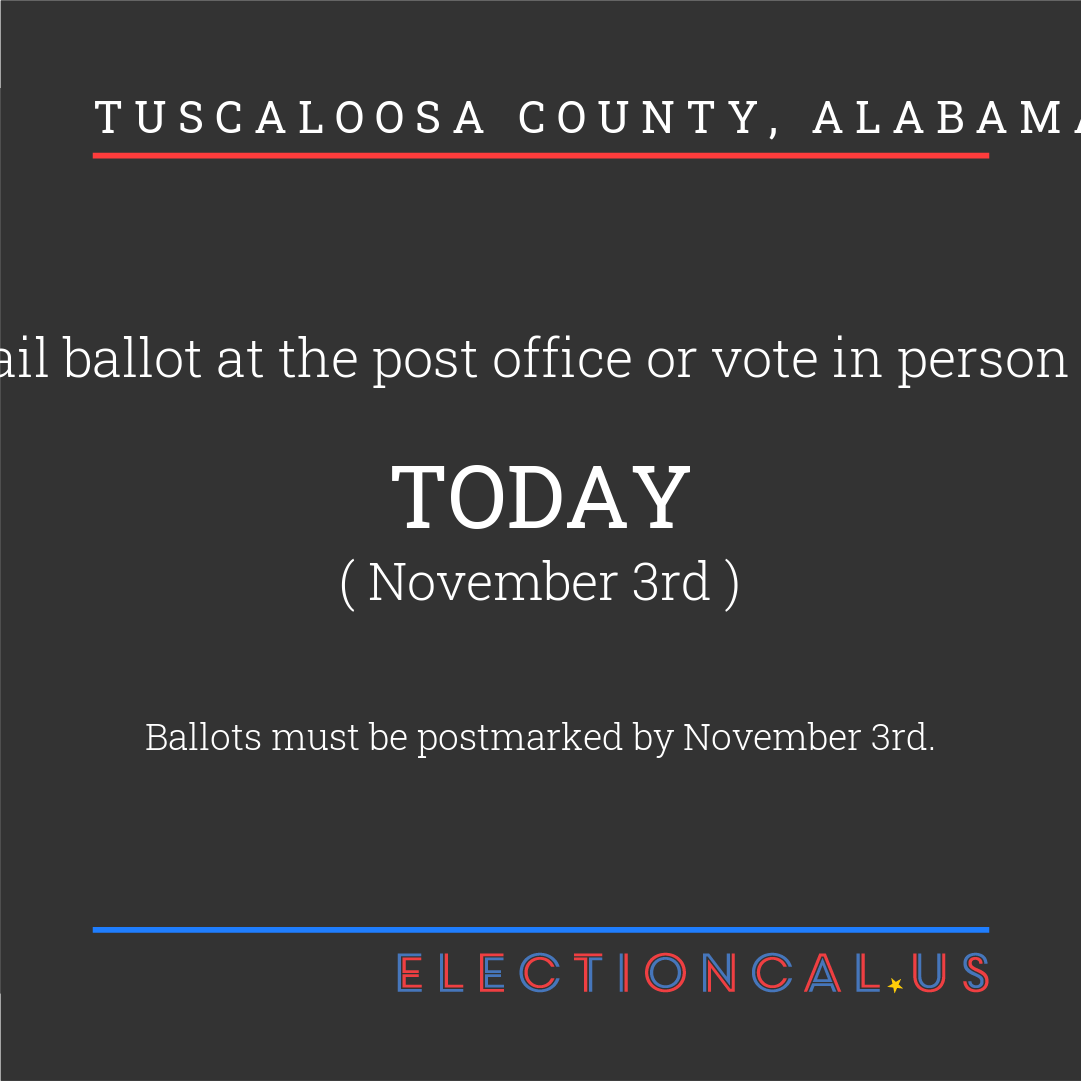 TUSCALOOSA COUNTY, ALABAMA
ail ballot at the post office or vote in person
TODAY
( November 3rd )
Ballots must be postmarked by November 3rd.
ELECTIONCAL.US